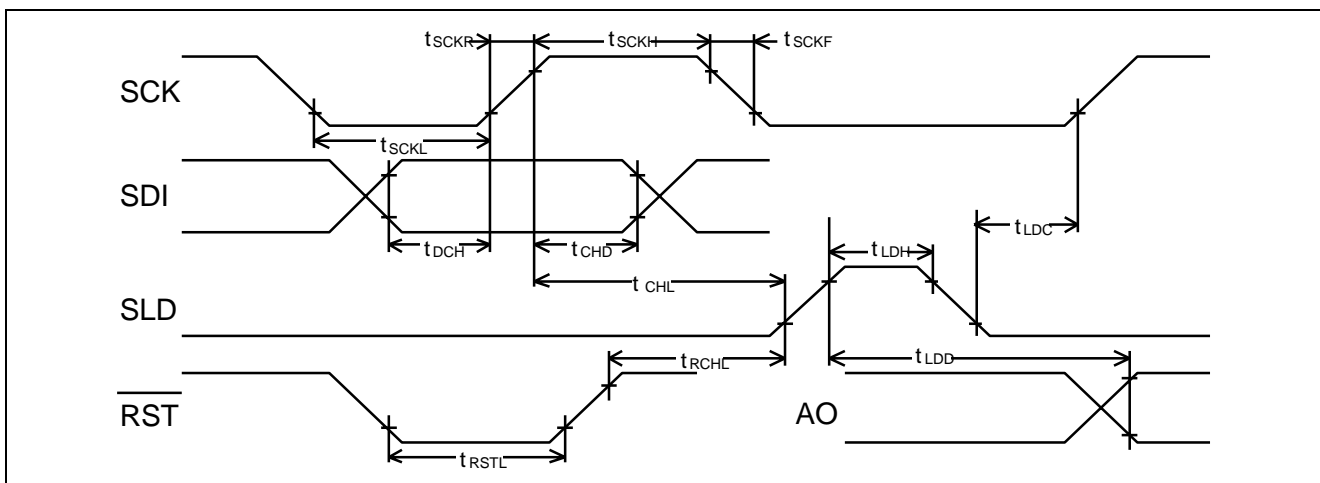 tSCKR
tSCKH
tSCKF
SCK
tSCKL
SDI
tDCH
tCHD
tLDH
tLDC
tCHL
SLD
tRCHL
tLDD
RST
AO
tRSTL